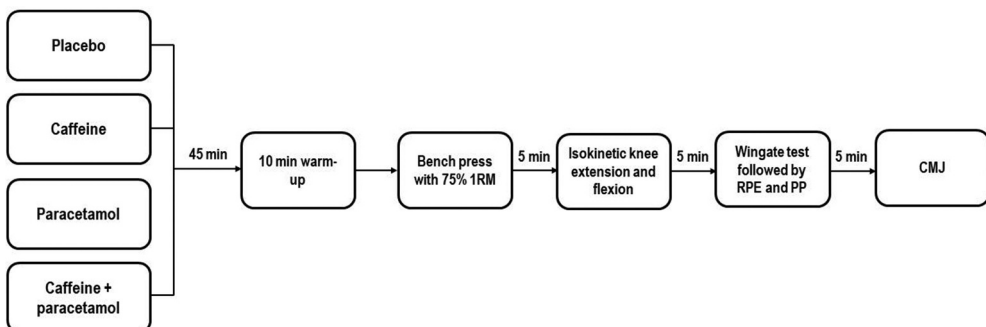 Placebo
Caffeine
Paracetamol
Caffeine +
paracetamol
45 min
10 min warm-
up
Bench press
with 75% 1RM
5 min
Isokinetic knee
extension and
flexion
5 min
Wingate test
followed by
RPE and PP
5 min
CMJ